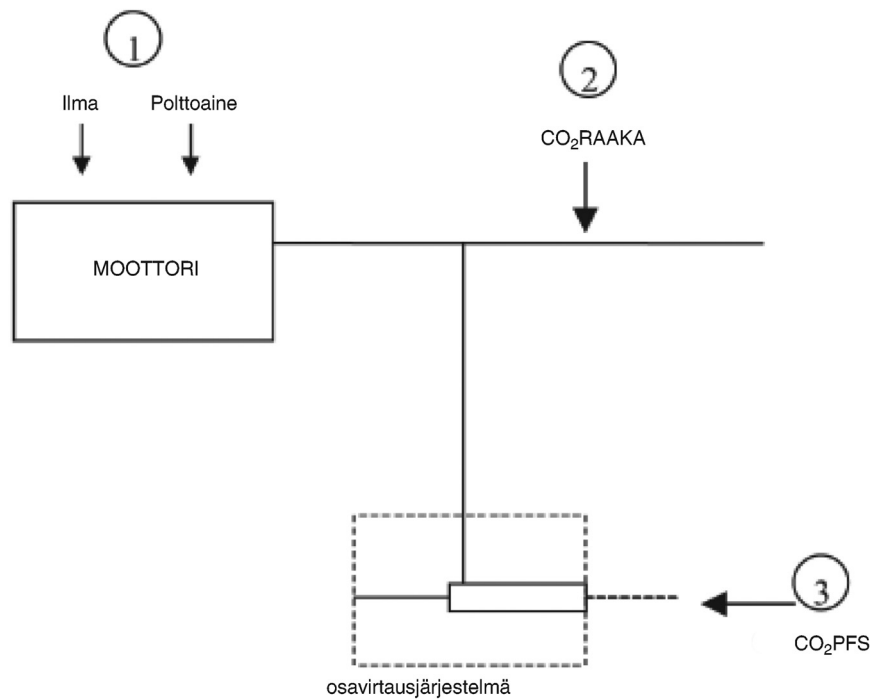 1
Ilma Polttoaine
2
CO₂RAAKA
MOOTTORI
3
CO₂PFS
osavirtausjärjestelmä